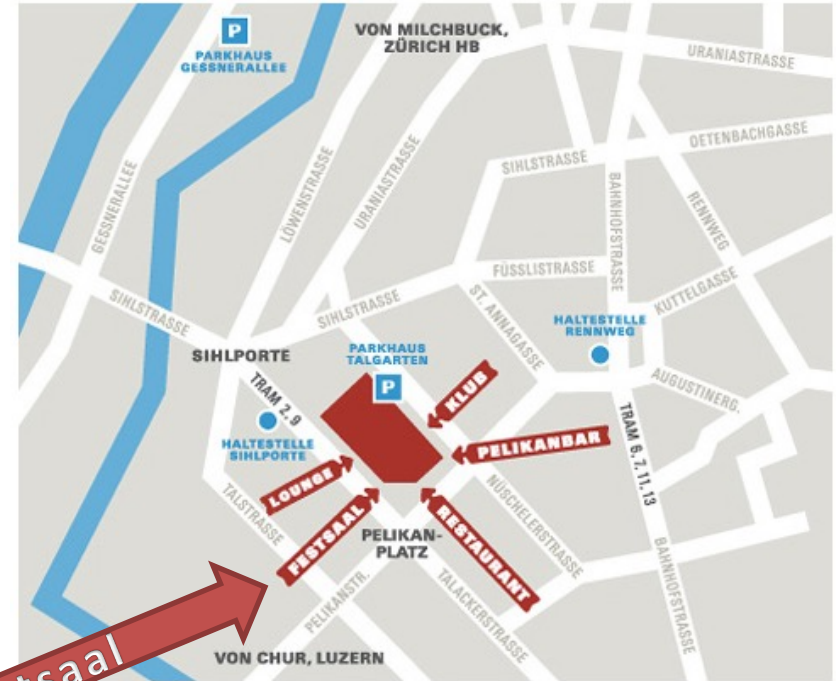 P
PARKHAUS
GESSNERALLEE
VON MILCHBUCK,
ZÜRICH HB
URANIASTRASSE
OETENBACHGASSE
SIHLSTRASSE
GESSNERALLEE
LÖWENSTRASSE
URANIASTRASSE
BAHNHOFSTRASSE
RENNWEG
FÜSSLISTRASSE
KUTTELGASSE
SIHLSTRASSE
SIHLSTRASSE
ST. ANNAGASSE
HALTESTELLE
RENNWEG
SIHLPORTE
PARKHAUS
TALGARTEN
P
TRAM 2, 9
KLUB
AUGUSTINERG.
HALTESTELLE
SIHLPORTE
PELIKANBAR
TRAM 6, 7, 11, 13
LOUNGE
TALSTRASSE
FESTSAAL
RESTAURANT
NÜSCHELERSTRASSE
PELIKAN-
PLATZ
PELIKANSTR.
TALACKERSTRASSE
BAHNHOFSTRASSE
VON CHUR, LUZERN